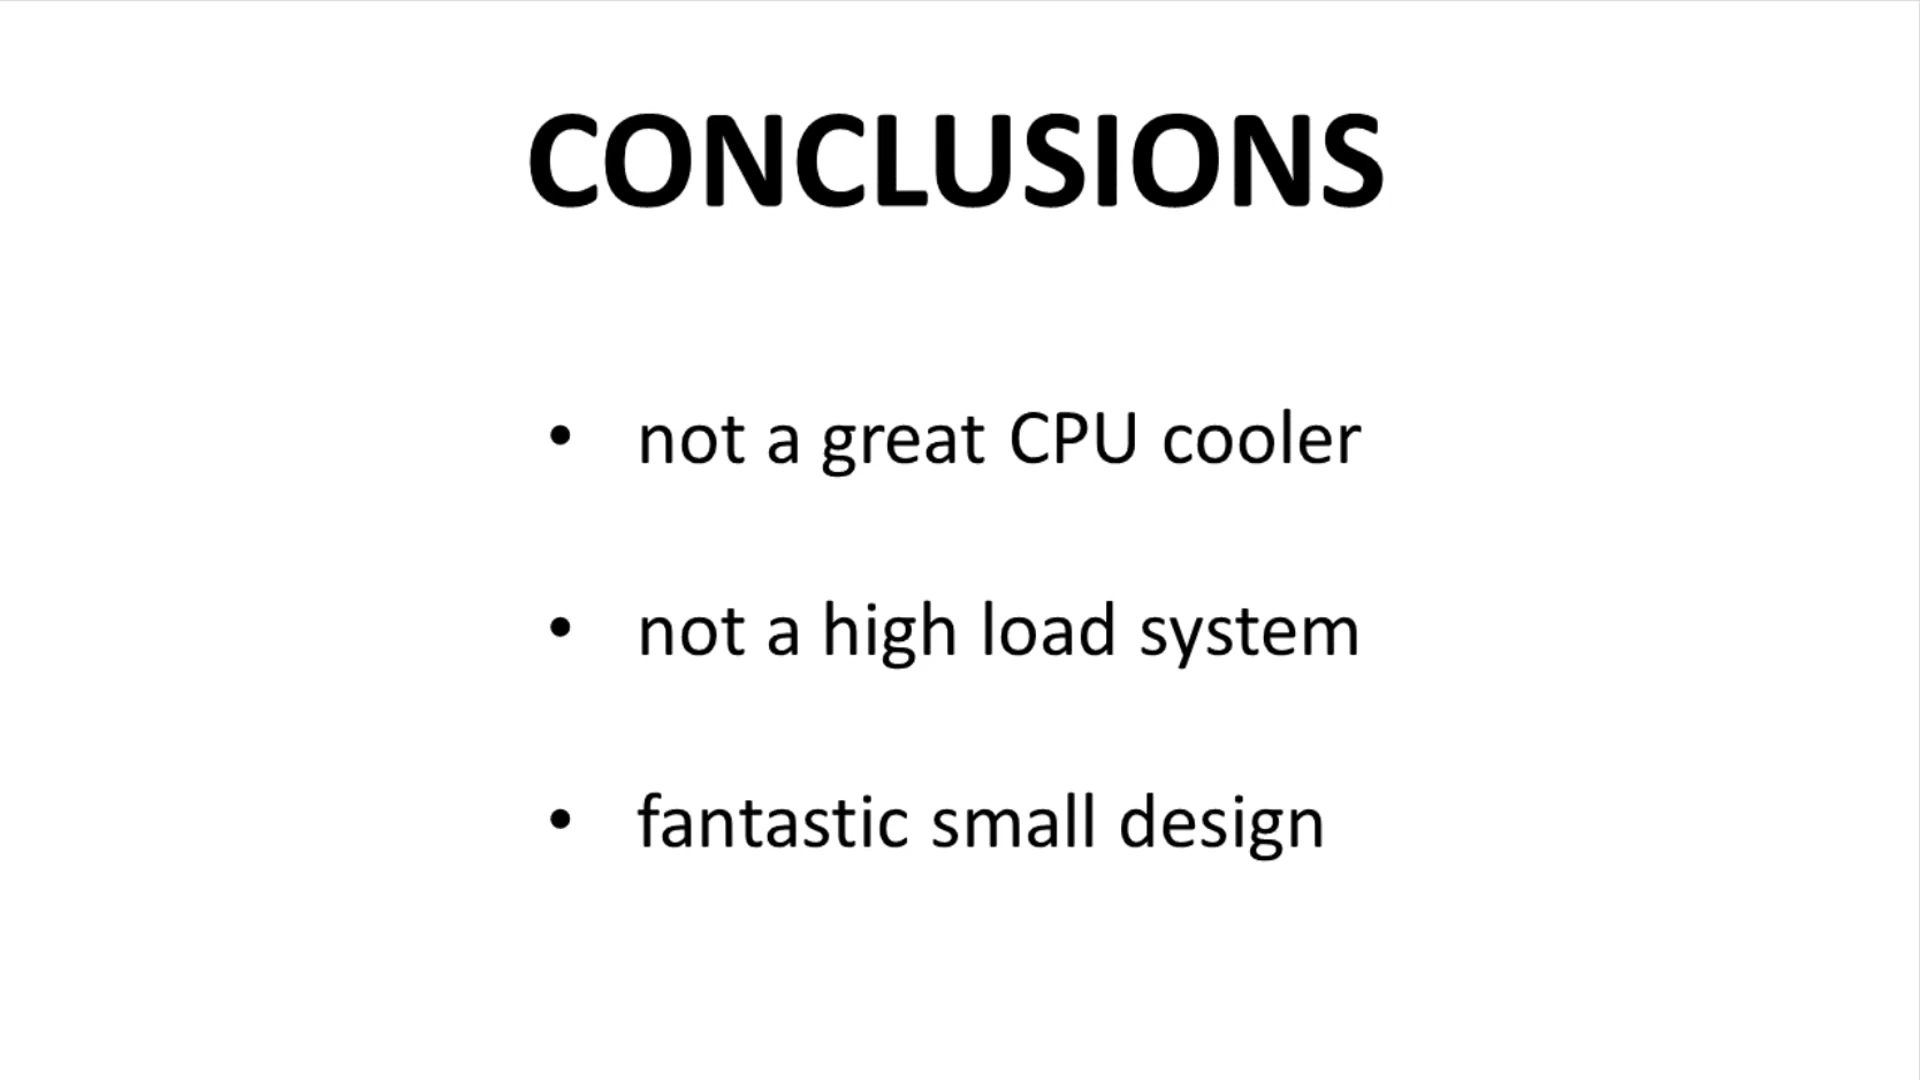 CONCLUSIONS
• not a great CPU cooler
• not a high load system
• fantastic small design